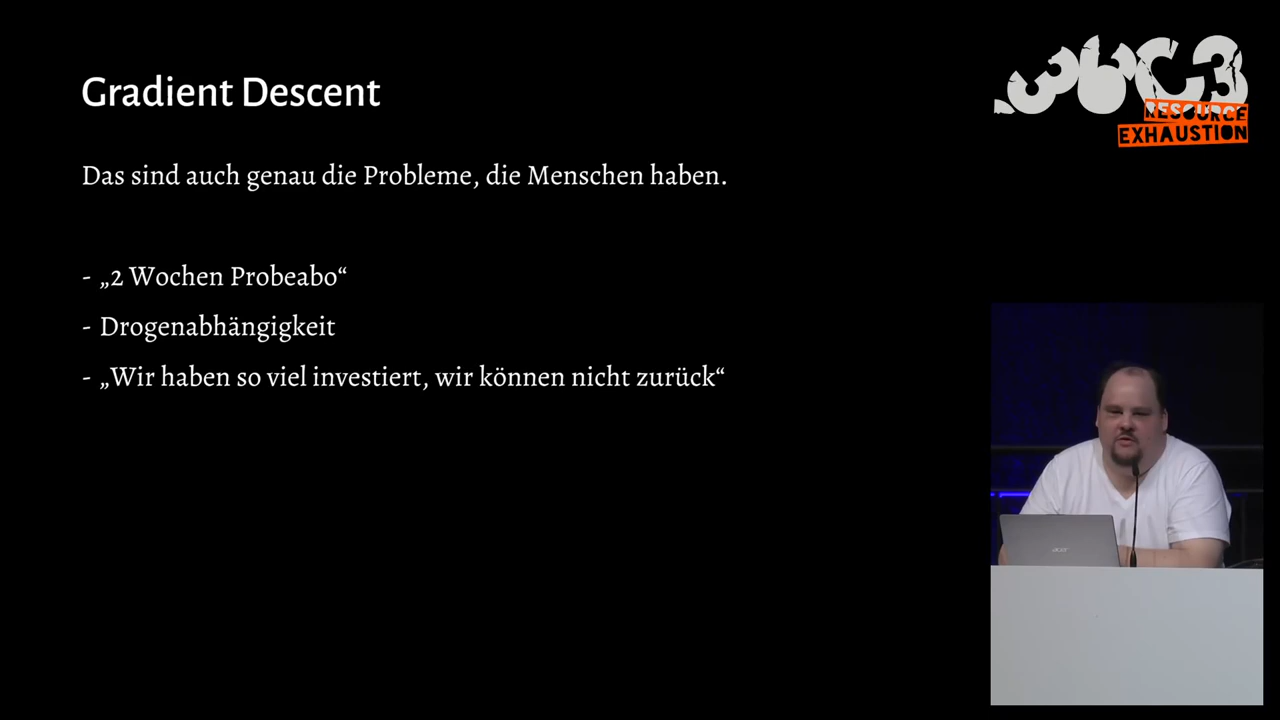 Gradient Descent
36C3
RESOURCE
EXHAUSTION
Das sind auch genau die Probleme, die Menschen haben.
- „2 Wochen Probeabo“
- Drogenabhängigkeit
- „Wir haben so viel investiert, wir können nicht zurück“
acer